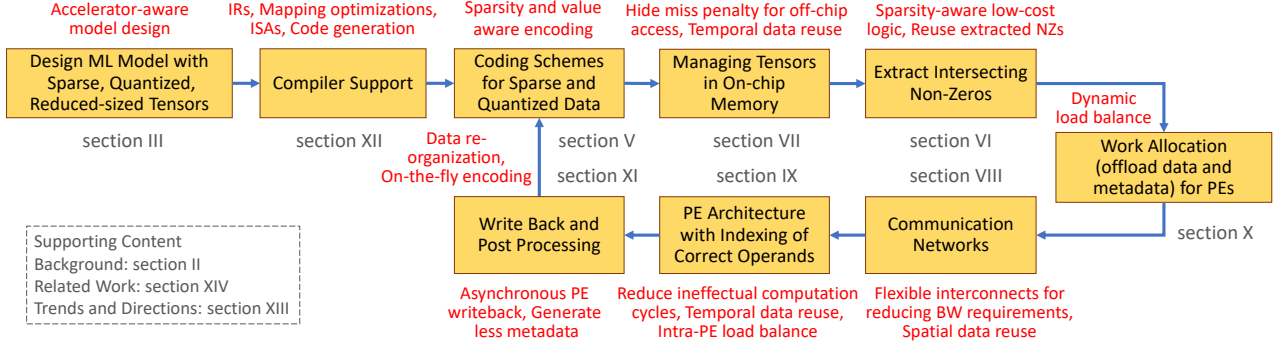 Accelerator-aware
model design
IRs, Mapping optimizations,
ISAs, Code generation
Sparsity and value
aware encoding
Hide miss penalty for off-chip
access, Temporal data reuse
Sparsity-aware low-cost
logic, Reuse extracted NZs
Design ML Model with
Sparse, Quantized,
Reduced-sized Tensors
Compiler Support
Coding Schemes
for Sparse and
Quantized Data
Managing Tensors
in On-chip
Memory
Extract Intersecting
Non-Zeros
section III
section XII
section V
section VII
section VI
Dynamic
load balance
Work Allocation
(offload data and
metadata) for PEs
section X
Data re-
organization,
On-the-fly encoding
section XI
section IX
section VIII
Write Back and
Post Processing
PE Architecture
with Indexing of
Correct Operands
Communication
Networks
Asynchronous PE
writeback, Generate
less metadata
Reduce ineffectual computation
cycles, Temporal data reuse,
Intra-PE load balance
Flexible interconnects for
reducing BW requirements,
Spatial data reuse
Supporting Content
Background: section II
Related Work: section XIV
Trends and Directions: section XIII